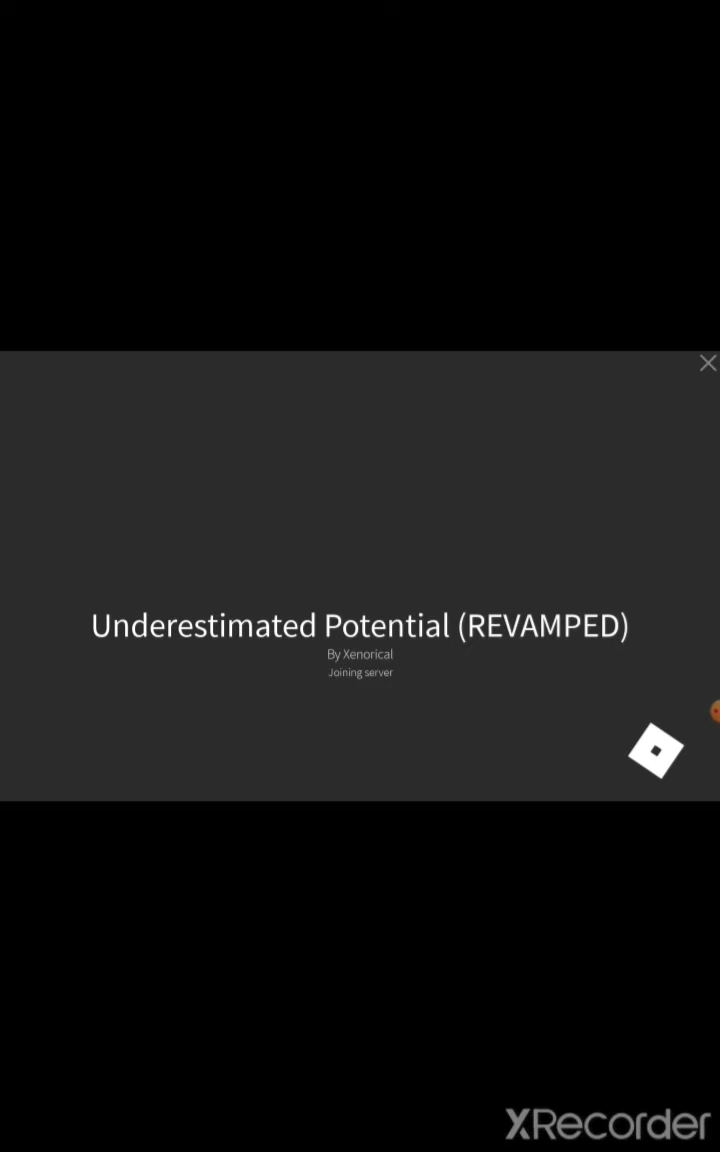 Underestimated Potential (REVAMPED)
By Xenorical
Joining server
XRecorder